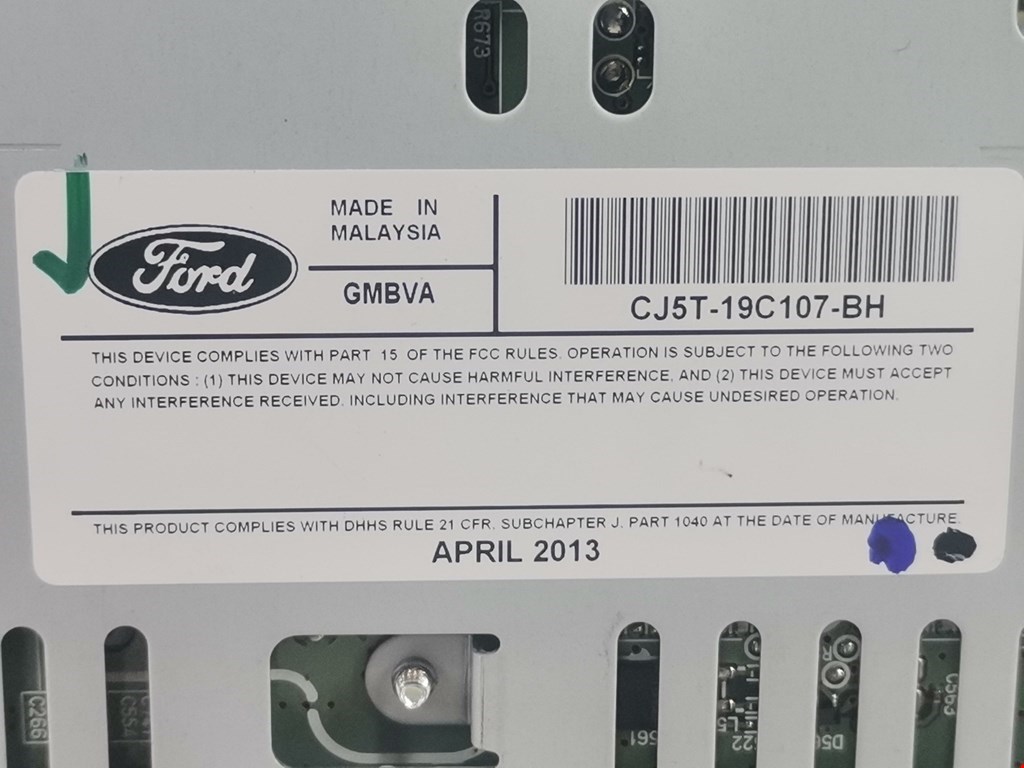 R673
Ford
MADE IN
MALAYSIA
GMBVA
CJ5T-19C107-BH
THIS DEVICE COMPLIES WITH PART 15 OF THE FCC RULES. OPERATION IS SUBJECT TO THE FOLLOWING TWO
CONDITIONS : (1) THIS DEVICE MAY NOT CAUSE HARMFUL INTERFERENCE, AND (2) THIS DEVICE MUST ACCEPT
ANY INTERFERENCE RECEIVED. INCLUDING INTERFERENCE THAT MAY CAUSE UNDESIRED OPERATION.
THIS PRODUCT COMPLIES WITH DHHS RULE 21 CFR. SUBCHAPTER J. PART 1040 AT THE DATE OF MANUFACTURE.
APRIL 2013
C266
C554